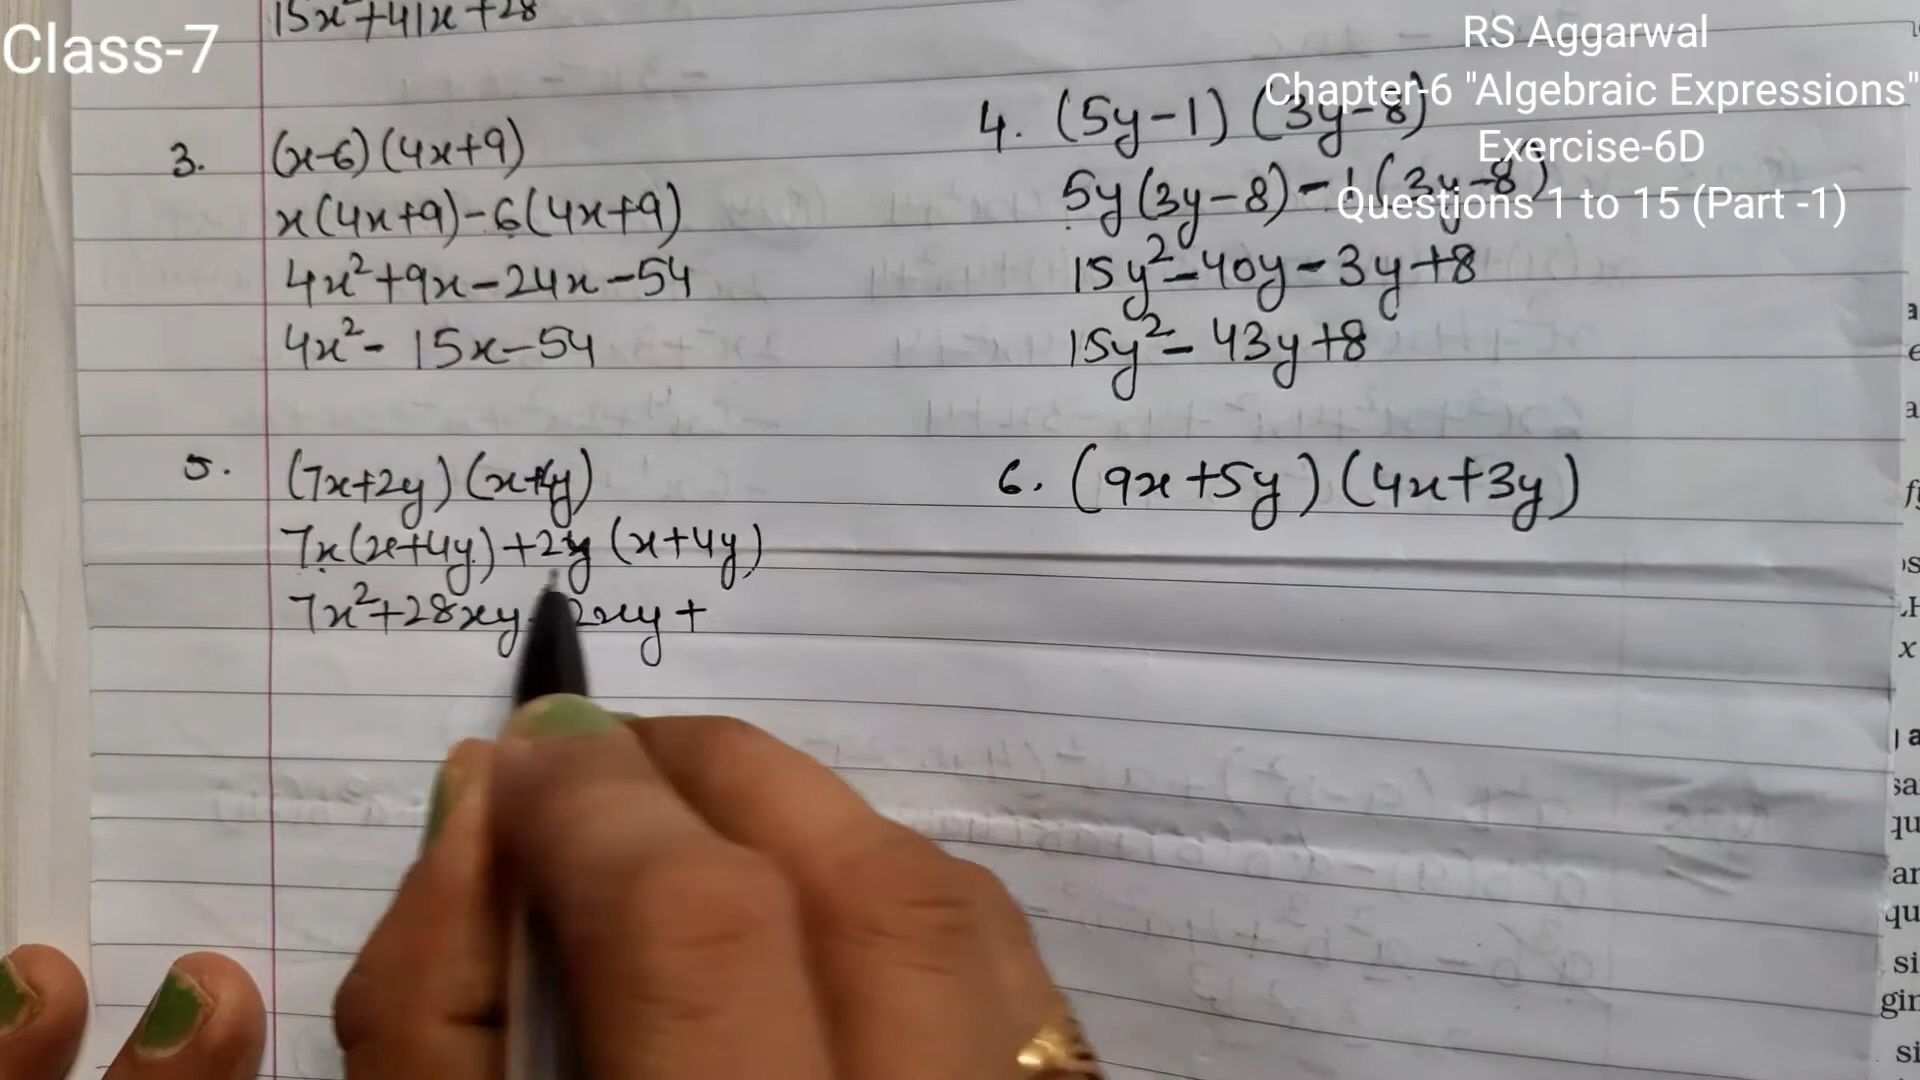 15x²+41x+28
Class-7
RS Aggarwal
Chapter-6 "Algebraic Expressions"
Exercise-6D
Questions 1 to 15 (Part -1)
3. (x-6)(4x+9)
x(4x+9)-6(4x+9)
4x²+9x-24x-54
4x²- 15x-54
4. (5y-1)(3y-8)
5y(3y-8)-1(3y-8)
15y²-40y-3y+8
15y²-43y+8
5. (7x+2y)(x+4y)
7x(x+4y)+2y(x+4y)
7x²+28xy 2xy+
6. (9x+5y)(4x+3y)